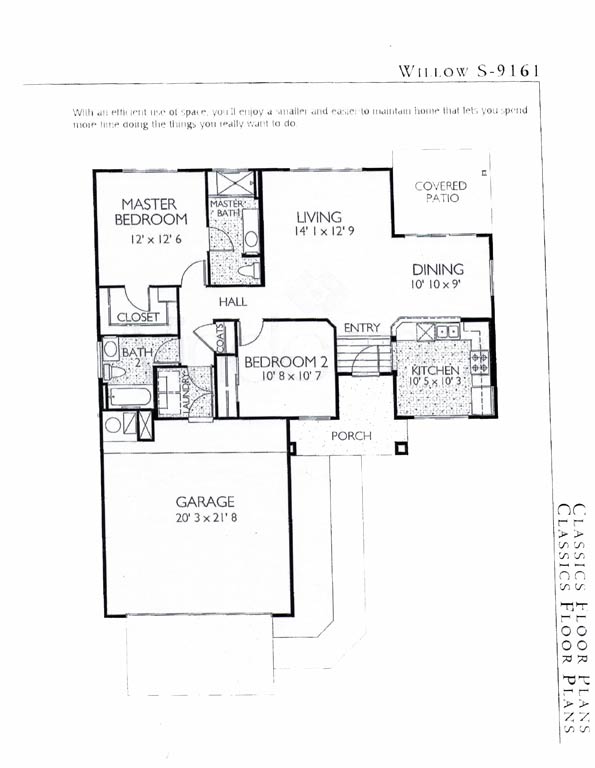 WILLOW S-9161
With an efficient use of space, you'll enjoy a smaller and easier to maintain home that lets you spend
more time doing the things you really want to do.
COVERED
PATIO
MASTER
BEDROOM
12' x 12' 6
MASTER
BATH
LIVING
14' 1 x 12' 9
DINING
10' 10 x 9'
HALL
CLOSET
ENTRY
COATS
BATH
2
BEDROOM 2
10' 8 x 10' 7
KITCHEN
10' 5 x 10' 3
LAUNDRY
PORCH
GARAGE
20' 3 x 21' 8
CLASSICS FLOOR PLANS
CLASSICS FLOOR PLANS